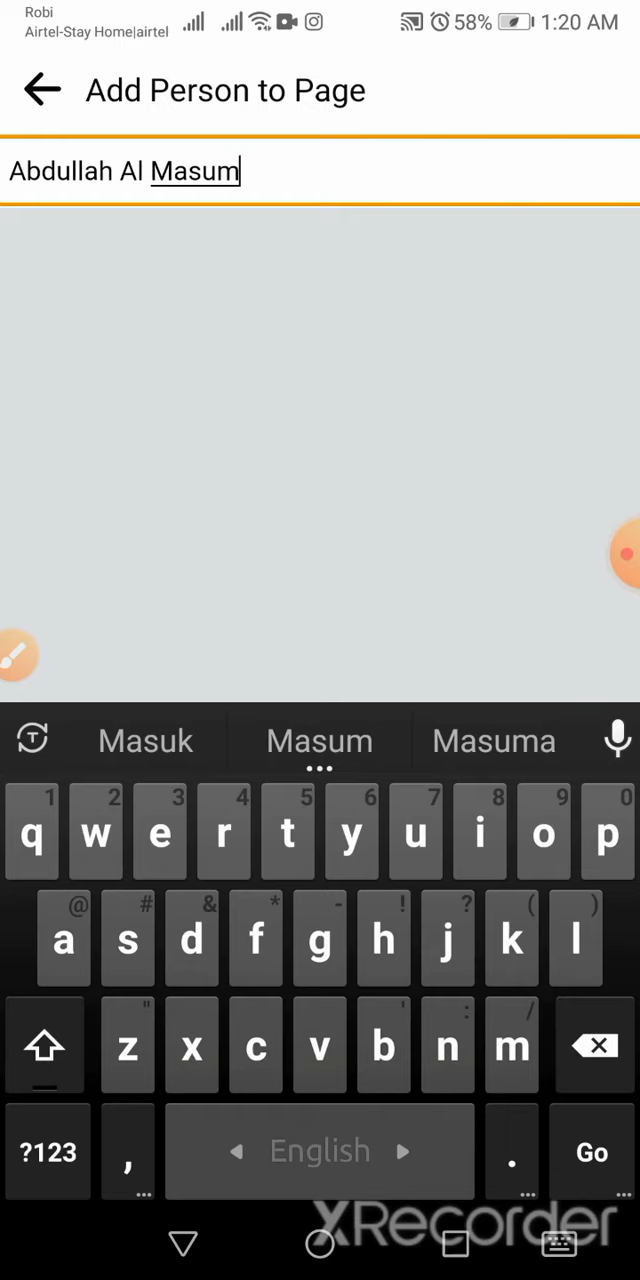 Robi
Airtel-Stay Home|airtel 58% 1:20 AM
Add Person to Page
Abdullah Al Masum
T Masuk Masum Masuma
1 2 3 4 5 6 7 8 9 0
q w e r t y u i o p
@ # & * - ! ? ( )
a s d f g h j k l
" ' : /
z x c v b n m
?123 , English . Go
XRecorder